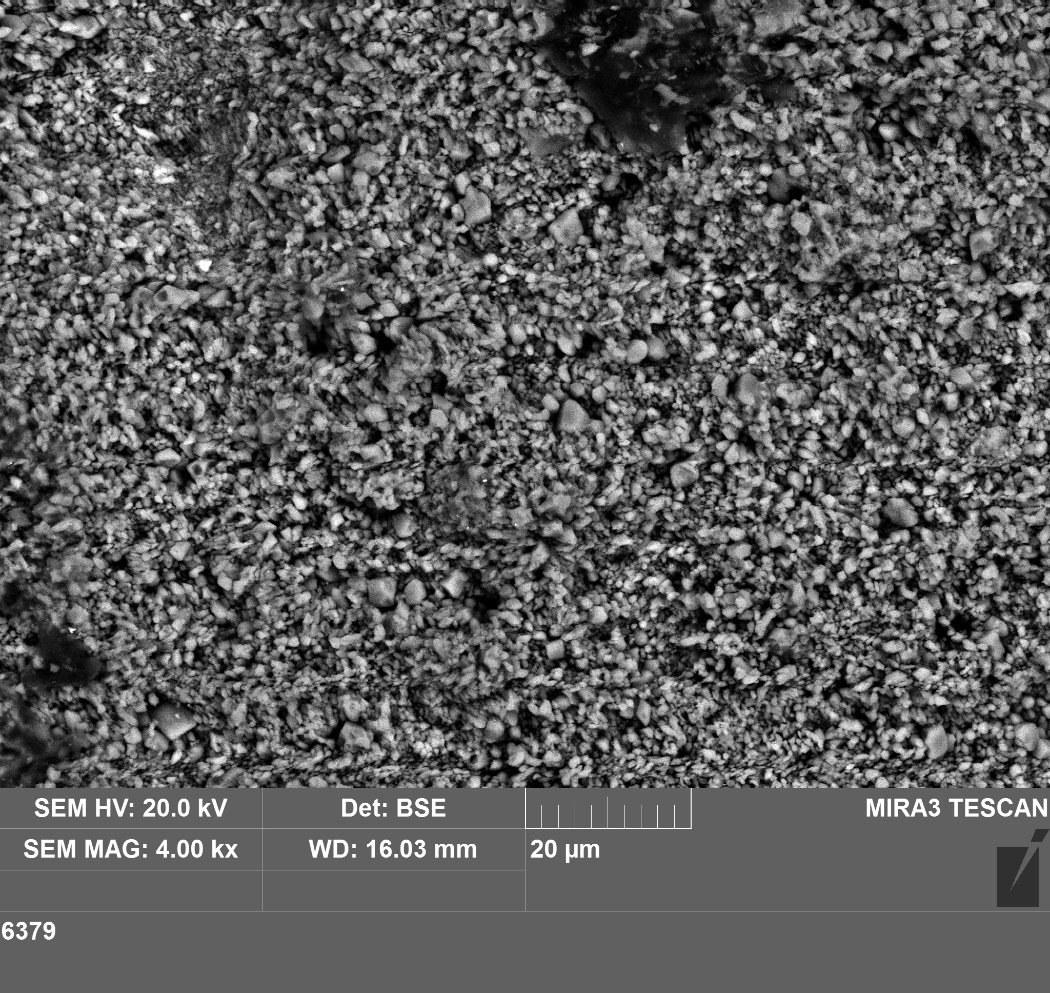 SEM HV: 20.0 kV
Det: BSE
MIRA3 TESCAN
SEM MAG: 4.00 kx
WD: 16.03 mm
20 µm
6379